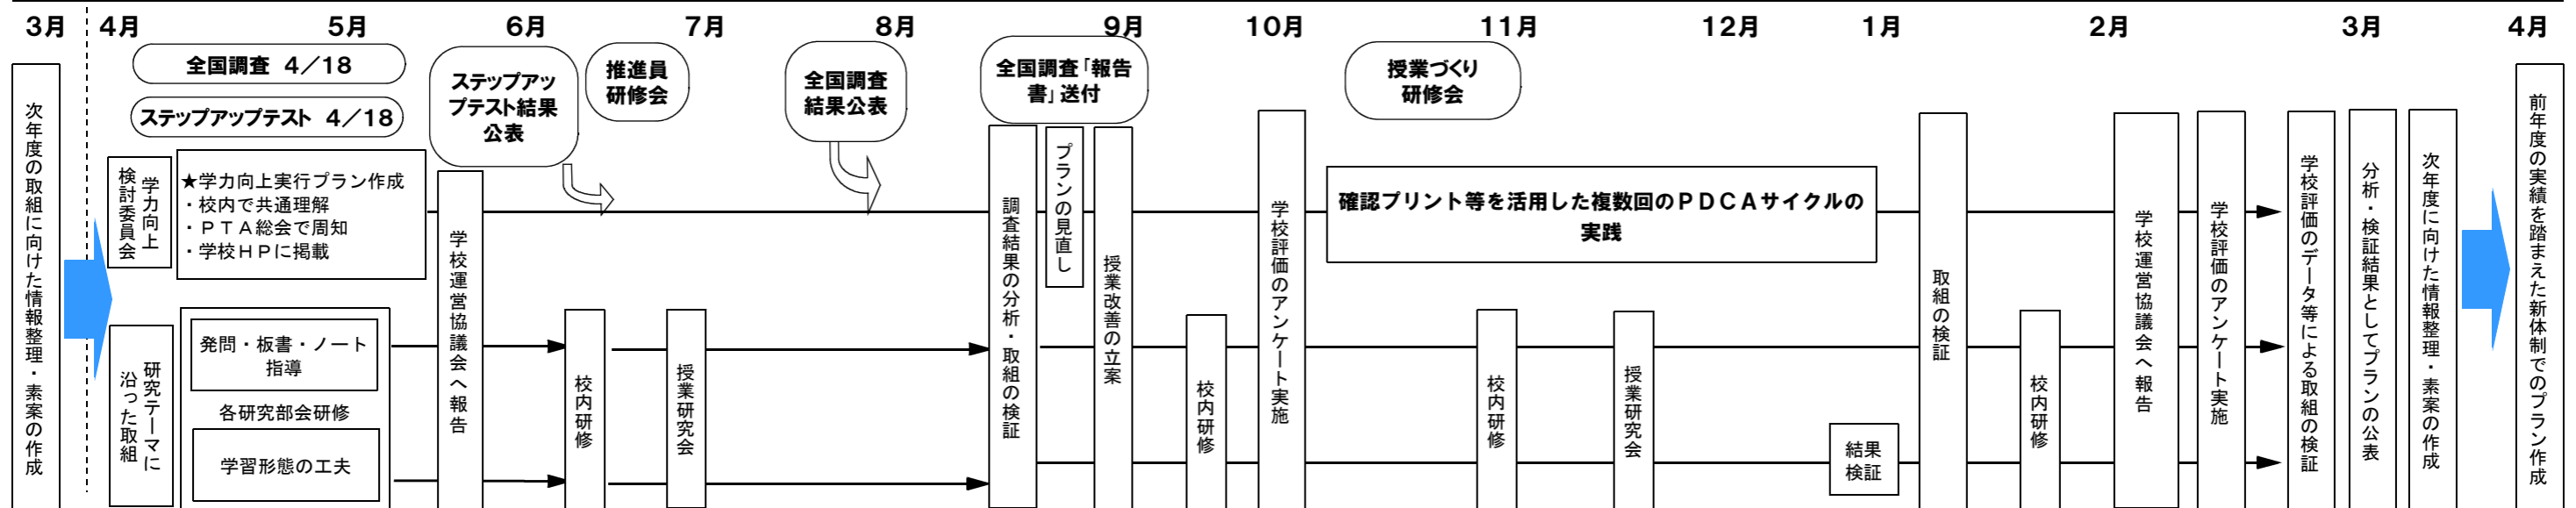 3月
4月
5月
6月
7月
8月
9月
10月
11月
12月
1月
2月
3月
4月
全国調査 4/18
ステップアップテスト 4/18
ステップアッ
プテスト結果
公表
推進員
研修会
全国調査
結果公表
全国調査「報告
書」送付
授業づくり
研修会
次年度の取組に向けた情報整理・素案の作成
学力向上
検討委員会
★学力向上実行プラン作成
・校内で共通理解
・PTA総会で周知
・学校HPに掲載
研究テーマに
沿った取組
発問・板書・ノート
指導
各研究部会研修
学習形態の工夫
学校運営協議会へ報告
校内研修
授業研究会
調査結果の分析・取組の検証
プランの見直し
授業改善の立案
校内研修
学校評価のアンケート実施
確認プリント等を活用した複数回のPDCAサイクルの
実践
校内研修
授業研究会
結果
検証
取組の検証
校内研修
学校運営協議会へ報告
学校評価のアンケート実施
学校評価のデータ等による取組の検証
分析・検証結果としてプランの公表
次年度に向けた情報整理・素案の作成
前年度の実績を踏まえた新体制でのプラン作成